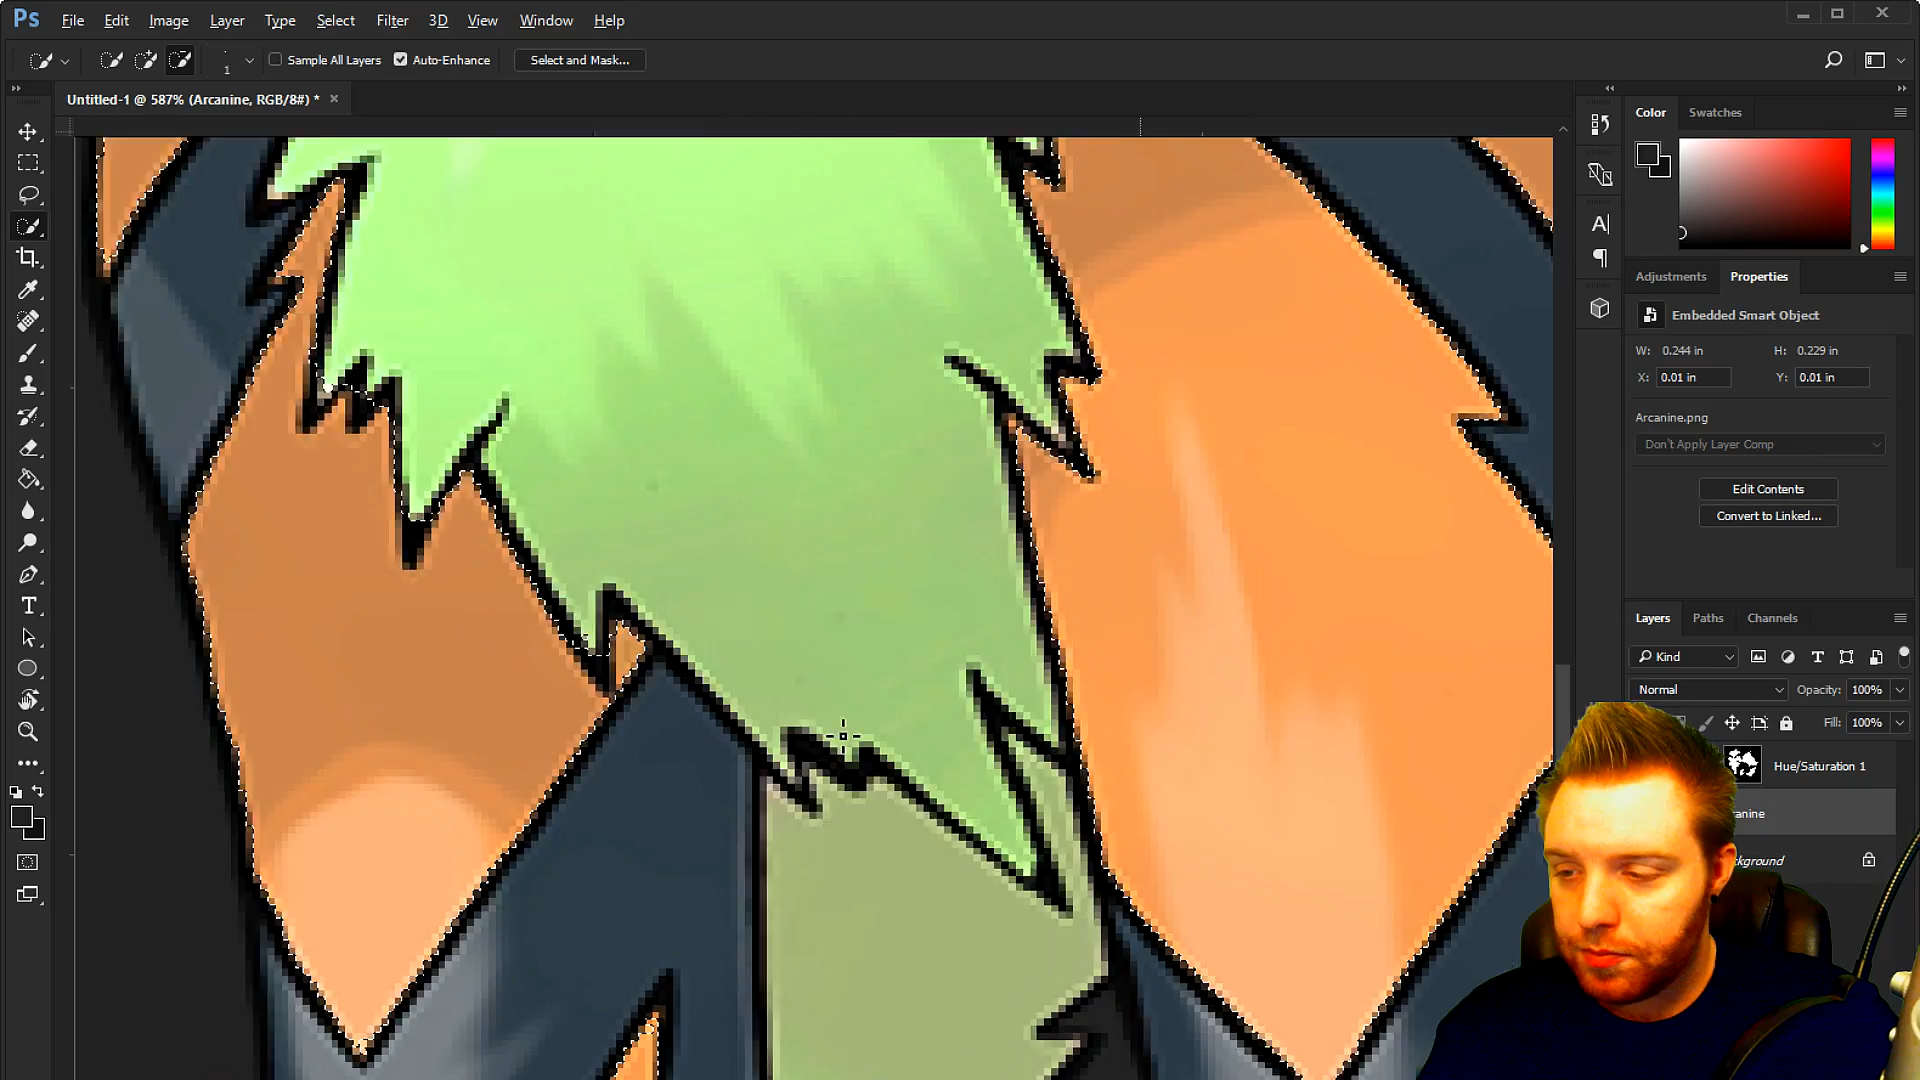 Ps File Edit Image Layer Type Select Filter 3D View Window Help
1 Sample All Layers Auto-Enhance Select and Mask...
Untitled-1 @ 587% (Arcanine, RGB/8#) *
Color Swatches
Adjustments Properties
Embedded Smart Object
W: 0.244 in H: 0.229 in
X: 0.01 in Y: 0.01 in
Arcanine.png
Don't Apply Layer Comp
Edit Contents
Convert to Linked...
Layers Paths Channels
Kind
Normal Opacity: 100%
Fill: 100%
Hue/Saturation 1
anine
kground